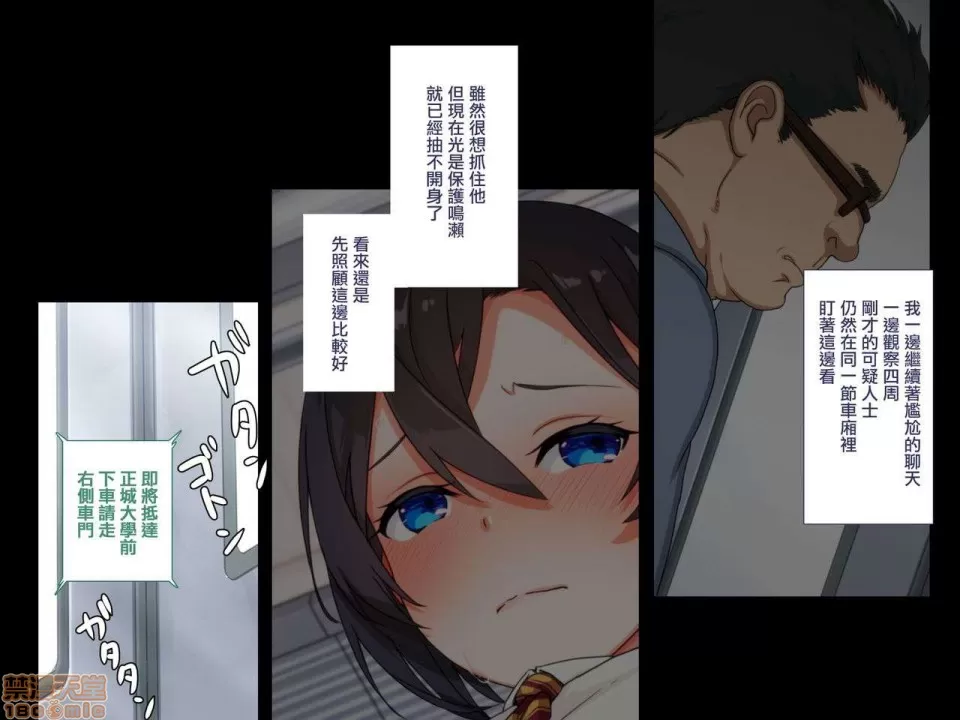 我一邊繼續著尷尬的聊天
一邊觀察四周
剛才的可疑人士
仍然在同一節車廂裡
盯著這邊看
雖然很想抓住他
但現在光是保護鳴瀨
就已經抽不開身了
看來還是
先照顧這邊比較好
ガタン
ゴトン
即將抵達
正城大學前
下車請走
右側車門
ガタタン
禁漫天堂
18comic